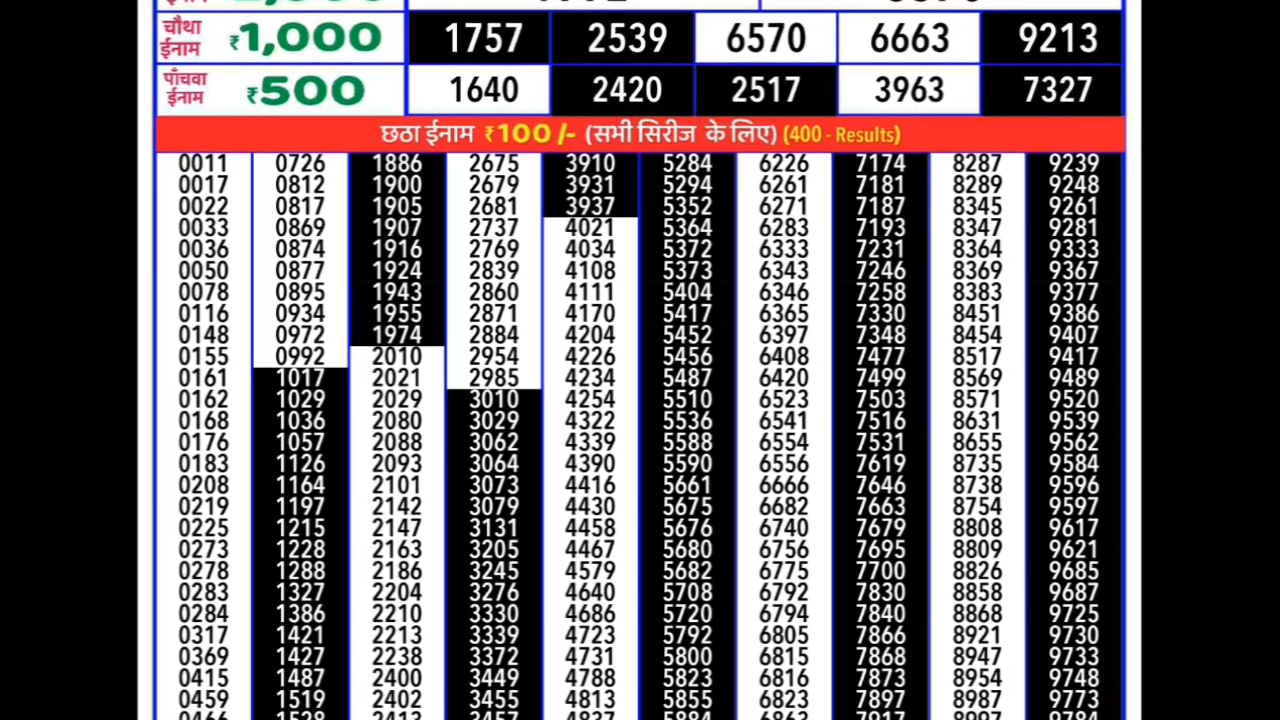 चौथा ईनाम ₹1,000 1757 2539 6570 6663 9213
पाँचवा ईनाम ₹500 1640 2420 2517 3963 7327
छठा ईनाम ₹100/- (सभी सिरीज के लिए) (400 - Results)
0011 0726 1886 2675 3910 5284 6226 7174 8287 9239
0017 0812 1900 2679 3931 5294 6261 7181 8289 9248
0022 0817 1905 2681 3937 5352 6271 7187 8345 9261
0033 0869 1907 2737 4021 5364 6283 7193 8347 9281
0036 0874 1916 2769 4034 5372 6333 7231 8364 9333
0050 0877 1924 2839 4108 5373 6343 7246 8369 9367
0078 0895 1943 2860 4111 5404 6346 7258 8383 9377
0116 0934 1955 2871 4170 5417 6365 7330 8451 9386
0148 0972 1974 2884 4204 5452 6397 7348 8454 9407
0155 0992 2010 2954 4226 5456 6408 7477 8517 9417
0161 1017 2021 2985 4234 5487 6420 7499 8569 9489
0162 1029 2029 3010 4254 5510 6523 7503 8571 9520
0168 1036 2080 3029 4322 5536 6541 7516 8631 9539
0176 1057 2088 3062 4339 5588 6554 7531 8655 9562
0183 1126 2093 3064 4390 5590 6556 7619 8735 9584
0208 1164 2101 3073 4416 5661 6666 7646 8738 9596
0219 1197 2142 3079 4430 5675 6682 7663 8754 9597
0225 1215 2147 3131 4458 5676 6740 7679 8808 9617
0273 1228 2163 3205 4467 5680 6756 7695 8809 9621
0278 1288 2186 3245 4579 5682 6775 7700 8826 9685
0283 1327 2204 3276 4640 5708 6792 7830 8858 9687
0284 1386 2210 3330 4686 5720 6794 7840 8868 9725
0317 1421 2213 3339 4723 5792 6805 7866 8921 9730
0369 1427 2238 3372 4731 5800 6815 7868 8947 9733
0415 1487 2400 3449 4788 5823 6816 7873 8954 9748
0459 1519 2402 3455 4813 5855 6823 7897 8987 9773